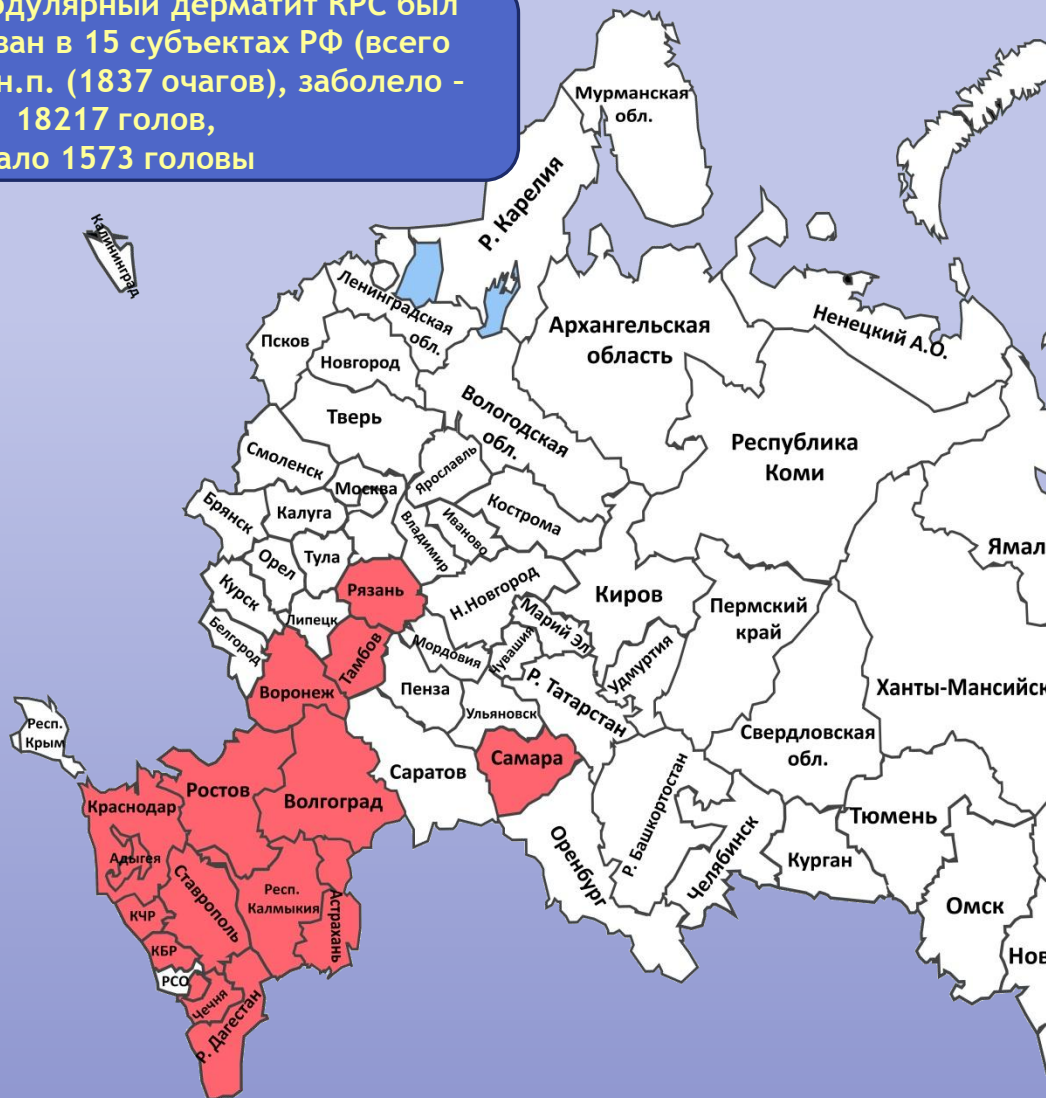 одулярный дерматит КРС был
ван в 15 субъектах РФ (всего
н.п. (1837 очагов), заболело –
18217 голов,
ало 1573 головы
Мурманская
обл.
Р. Карелия
Калининград
Ленинградская
обл.
Архангельская
область
Ненецкий А.О.
Псков
Новгород
Тверь
Вологодская
обл.
Республика
Коми
Смоленск
Москва
Ярославль
Кострома
Брянск
Калуга
Владимир
Иваново
Ямал
Орел
Тула
Рязань
Н.Новгород
Киров
Пермский
край
Курск
Липецк
Марий Эл
Белгород
Тамбов
Мордовия
Чувашия
Удмуртия
Воронеж
Пенза
Р. Татарстан
Ханты-Мансийск
Ульяновск
Респ.
Крым
Свердловская
обл.
Самара
Саратов
Ростов
Волгоград
Краснодар
Р. Башкортостан
Тюмень
Челябинск
Курган
Оренбург
Адыгея
Ставрополь
Респ.
Калмыкия
Астрахань
Омск
КЧР
КБР
Нов
РСО
Чечня
Р. Дагестан